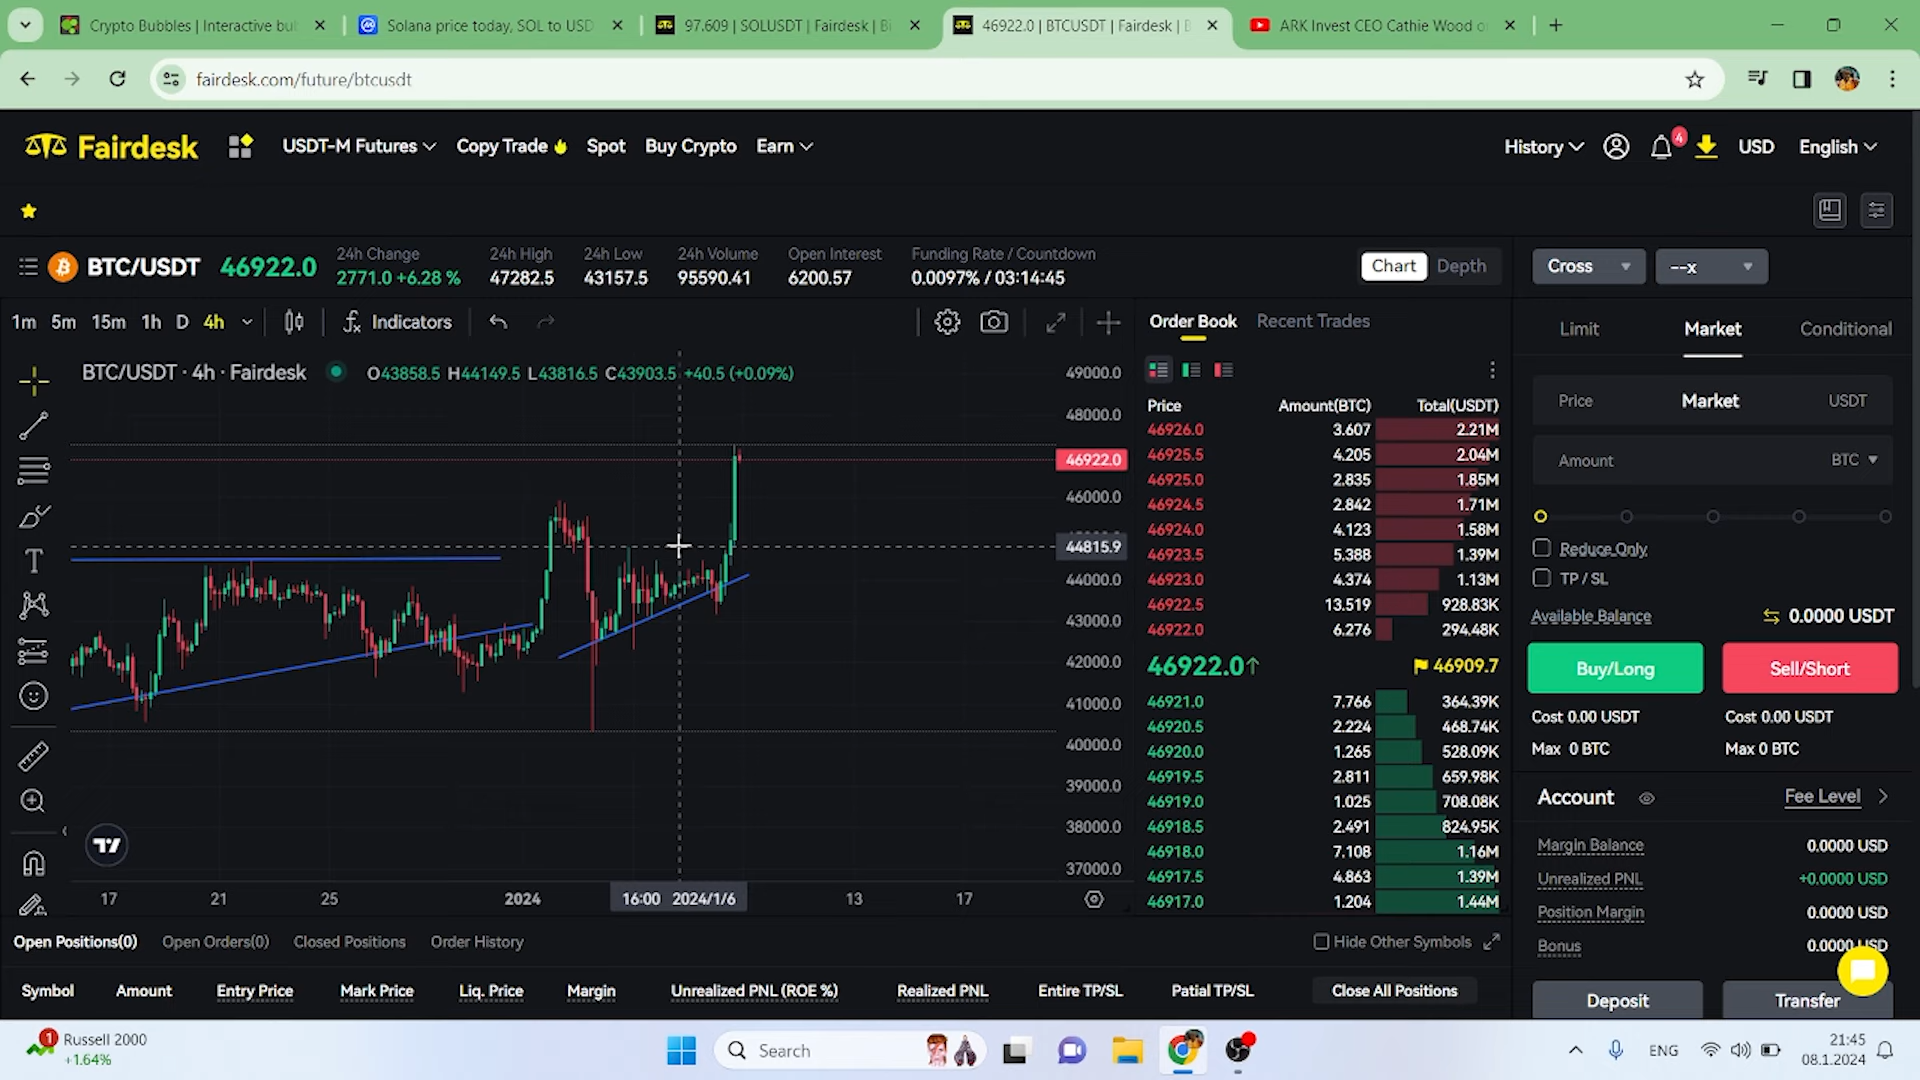 Crypto Bubbles | Interactive bu
Solana price today, SOL to USD
97.609 | SOLUSDT | Fairdesk | Bi
46922.0 | BTCUSDT | Fairdesk | B
ARK Invest CEO Cathie Wood o
fairdesk.com/future/btcusdt
Fairdesk USDT-M Futures Copy Trade Spot Buy Crypto Earn History 4 USD English
BTC/USDT 46922.0
24h Change
2771.0 +6.28 %
24h High
47282.5
24h Low
43157.5
24h Volume
95590.41
Open Interest
6200.57
Funding Rate / Countdown
0.0097% / 03:14:45
Chart Depth
Cross --x
1m 5m 15m 1h D 4h Indicators
BTC/USDT · 4h · Fairdesk O43858.5 H44149.5 L43816.5 C43903.5 +40.5 (+0.09%)
49000.0
48000.0
46922.0
46000.0
44815.9
44000.0
43000.0
42000.0
41000.0
40000.0
39000.0
38000.0
37000.0
17 21 25 2024 16:00 2024/1/6 13 17
Order Book Recent Trades
Price Amount(BTC) Total(USDT)
46926.0 3.607 2.21M
46925.5 4.205 2.04M
46925.0 2.835 1.85M
46924.5 2.842 1.71M
46924.0 4.123 1.58M
46923.5 5.388 1.39M
46923.0 4.374 1.13M
46922.5 13.519 928.83K
46922.0 6.276 294.48K
46922.0↑ 46909.7
46921.0 7.766 364.39K
46920.5 2.224 468.74K
46920.0 1.265 528.09K
46919.5 2.811 659.98K
46919.0 1.025 708.08K
46918.5 2.491 824.95K
46918.0 7.108 1.16M
46917.5 4.863 1.39M
46917.0 1.204 1.44M
Limit Market Conditional
Price Market USDT
Amount BTC
Reduce Only
TP / SL
Available Balance 0.0000 USDT
Buy/Long Sell/Short
Cost 0.00 USDT Cost 0.00 USDT
Max 0 BTC Max 0 BTC
Account Fee Level
Margin Balance 0.0000 USD
Unrealized PNL +0.0000 USD
Position Margin 0.0000 USD
Bonus 0.0000 USD
Deposit Transfer
Open Positions(0) Open Orders(0) Closed Positions Order History Hide Other Symbols
Symbol Amount Entry Price Mark Price Liq. Price Margin Unrealized PNL (ROE %) Realized PNL Entire TP/SL Patial TP/SL Close All Positions
1
Russell 2000
+1.64%
Search
ENG
21:45
08.1.2024